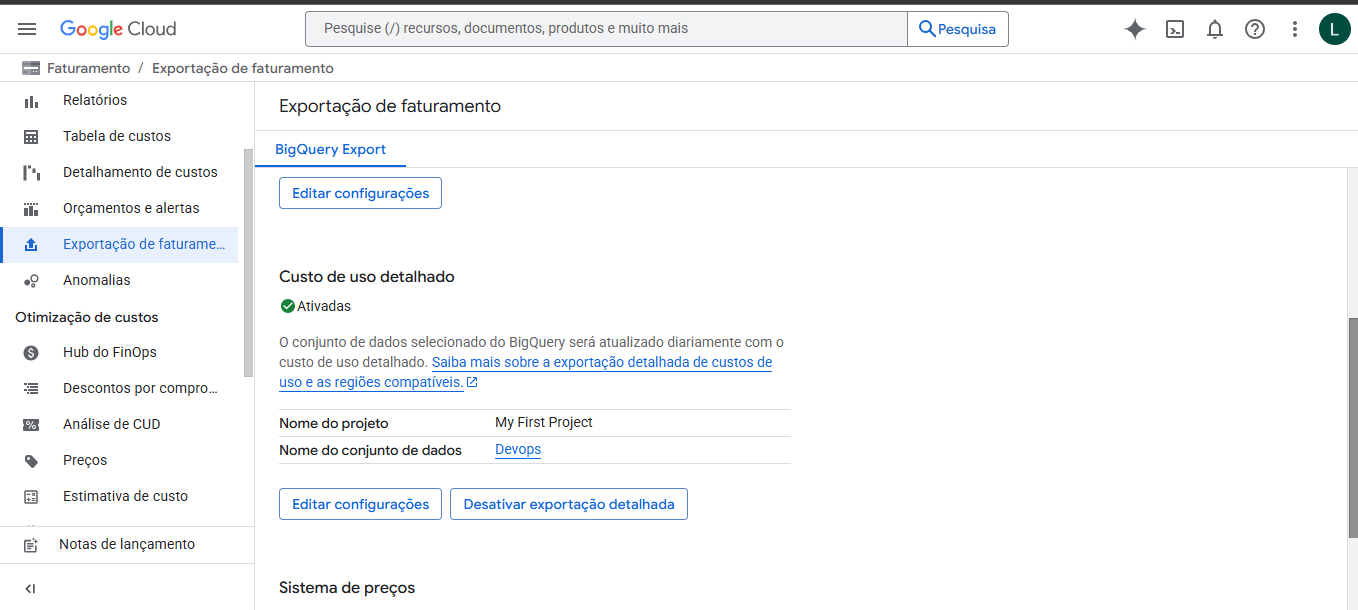 Google Cloud
Pesquise (/) recursos, documentos, produtos e muito mais
Pesquisa
L
Faturamento / Exportação de faturamento
Relatórios
Tabela de custos
Detalhamento de custos
Orçamentos e alertas
Exportação de faturame...
Anomalias
Otimização de custos
Hub do FinOps
Descontos por compro...
Análise de CUD
Preços
Estimativa de custo
Notas de lançamento
Exportação de faturamento
BigQuery Export
Editar configurações
Custo de uso detalhado
Ativadas
O conjunto de dados selecionado do BigQuery será atualizado diariamente com o
custo de uso detalhado. Saiba mais sobre a exportação detalhada de custos de
uso e as regiões compatíveis.
Nome do projeto My First Project
Nome do conjunto de dados Devops
Editar configurações Desativar exportação detalhada
Sistema de preços